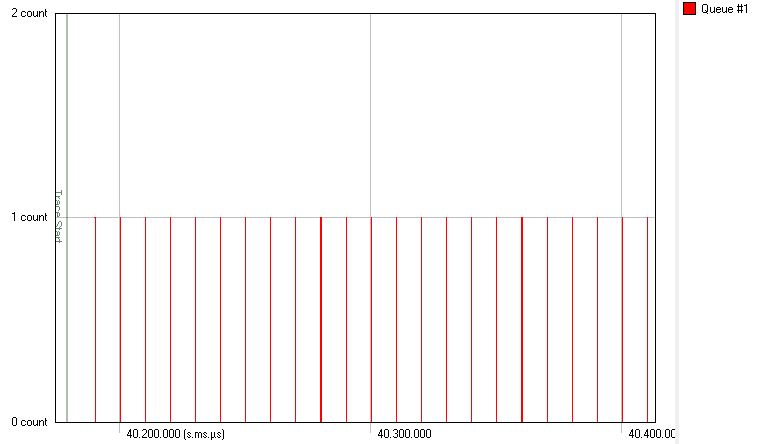 2 count
Queue #1
Trace Start
1 count
0 count
40.200.000 (s.ms.µs)
40.300.000
40.400.00